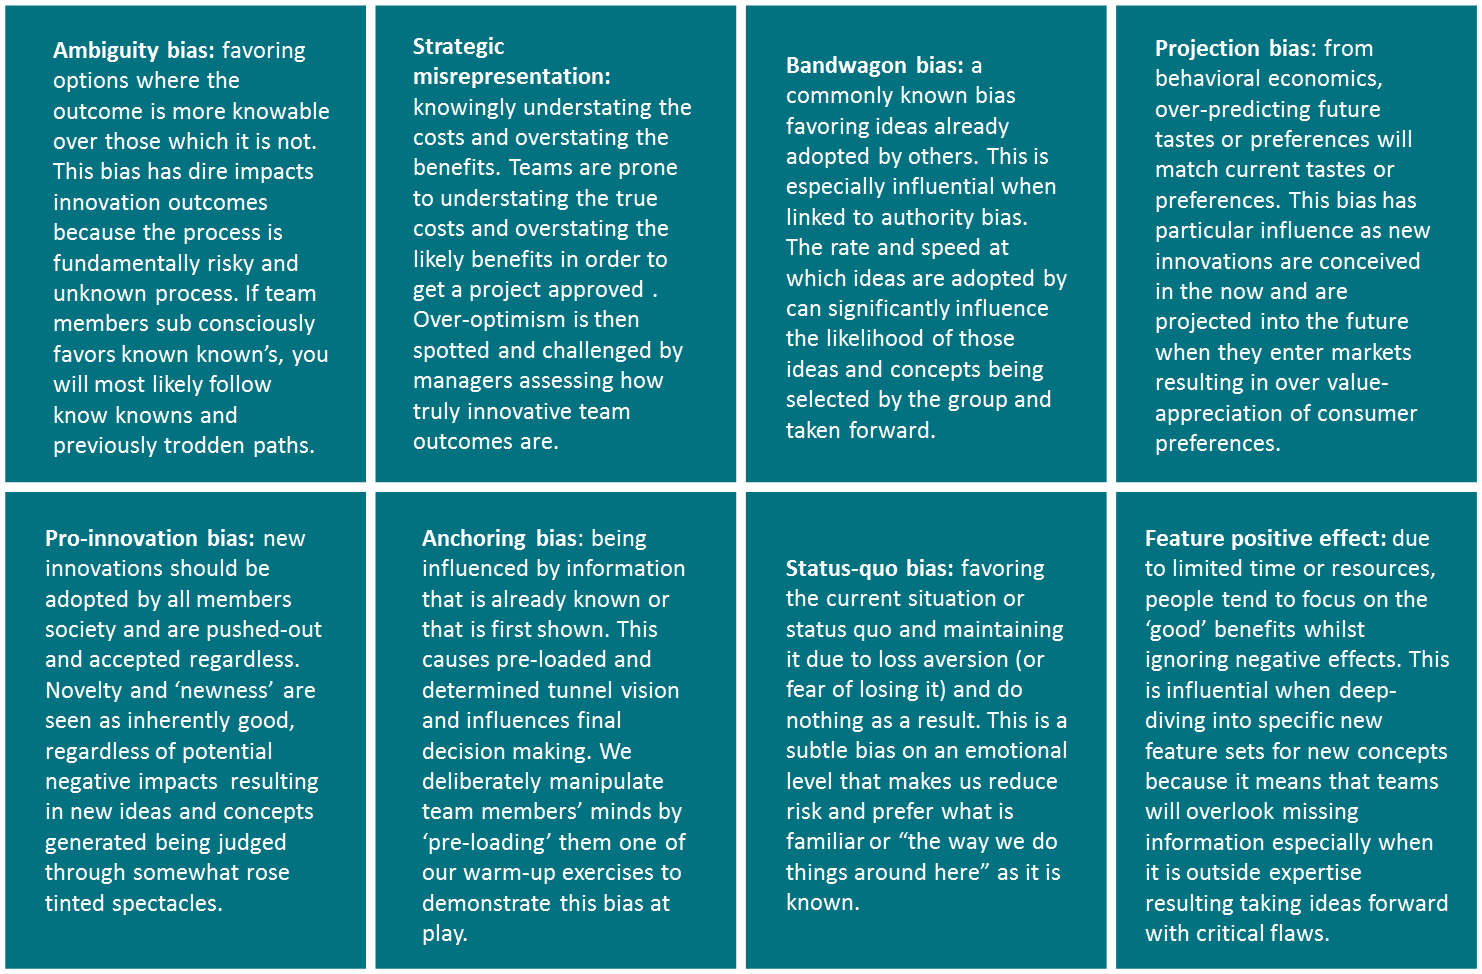 Ambiguity bias: favoring
options where the
outcome is more knowable
over those which it is not.
This bias has dire impacts
innovation outcomes
because the process is
fundamentally risky and
unknown process. If team
members sub consciously
favors known known’s, you
will most likely follow
know knowns and
previously trodden paths.
Strategic
misrepresentation:
knowingly understating the
costs and overstating the
benefits. Teams are prone
to understating the true
costs and overstating the
likely benefits in order to
get a project approved .
Over-optimism is then
spotted and challenged by
managers assessing how
truly innovative team
outcomes are.
Bandwagon bias: a
commonly known bias
favoring ideas already
adopted by others. This is
especially influential when
linked to authority bias.
The rate and speed at
which ideas are adopted by
can significantly influence
the likelihood of those
ideas and concepts being
selected by the group and
taken forward.
Projection bias: from
behavioral economics,
over-predicting future
tastes or preferences will
match current tastes or
preferences. This bias has
particular influence as new
innovations are conceived
in the now and are
projected into the future
when they enter markets
resulting in over value-
appreciation of consumer
preferences.
Pro-innovation bias: new
innovations should be
adopted by all members
society and are pushed-out
and accepted regardless.
Novelty and ‘newness’ are
seen as inherently good,
regardless of potential
negative impacts  resulting
in new ideas and concepts
generated being judged
through somewhat rose
tinted spectacles.
Anchoring bias: being
influenced by information
that is already known or
that is first shown. This
causes pre-loaded and
determined tunnel vision
and influences final
decision making. We
deliberately manipulate
team members’ minds by
‘pre-loading’ them one of
our warm-up exercises to
demonstrate this bias at
play.
Status-quo bias: favoring
the current situation or
status quo and maintaining
it due to loss aversion (or
fear of losing it) and do
nothing as a result. This is a
subtle bias on an emotional
level that makes us reduce
risk and prefer what is
familiar or “the way we do
things around here” as it is
known.
Feature positive effect: due
to limited time or resources,
people tend to focus on the
‘good’ benefits whilst
ignoring negative effects. This
is influential when deep-
diving into specific new
feature sets for new concepts
because it means that teams
will overlook missing
information especially when
it is outside expertise
resulting taking ideas forward
with critical flaws.